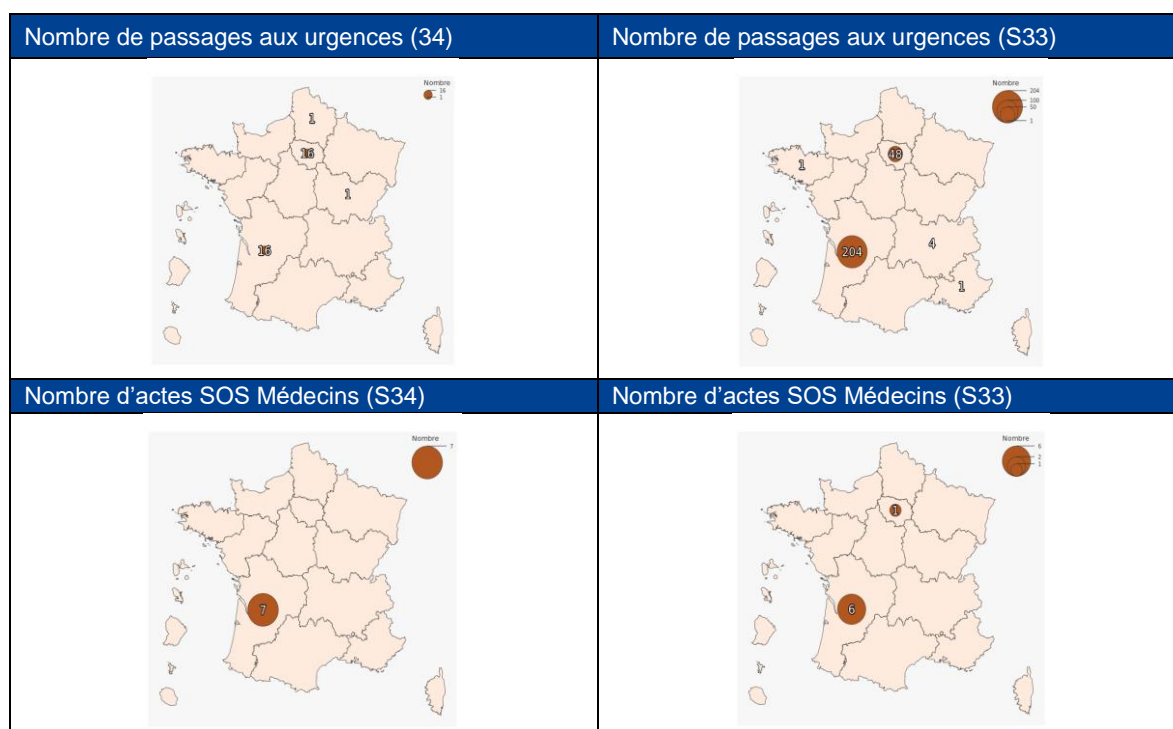 Nombre de passages aux urgences (34)
Nombre de passages aux urgences (S33)
Nombre
16
1
1
16
1
16
Nombre
204
100
50
1
1
48
204
4
1
Nombre d'actes SOS Médecins (S34)
Nombre d'actes SOS Médecins (S33)
Nombre
7
7
Nombre
6
2
1
1
6